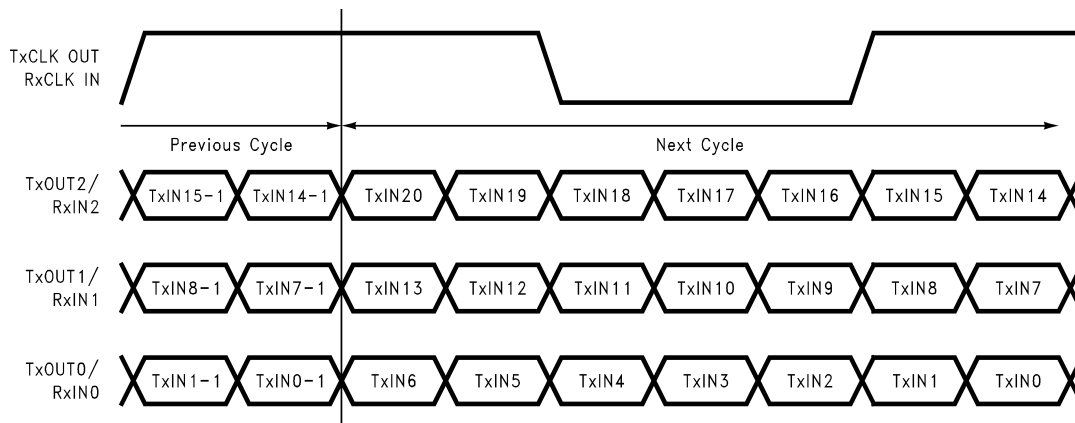 TxCLK OUT
RxCLK IN
Previous Cycle
Next Cycle
TxOUT2/
RxIN2
TxIN15-1 TxIN14-1 TxIN20 TxIN19 TxIN18 TxIN17 TxIN16 TxIN15 TxIN14
TxOUT1/
RxIN1
TxIN8-1 TxIN7-1 TxIN13 TxIN12 TxIN11 TxIN10 TxIN9 TxIN8 TxIN7
TxOUT0/
RxIN0
TxIN1-1 TxIN0-1 TxIN6 TxIN5 TxIN4 TxIN3 TxIN2 TxIN1 TxIN0